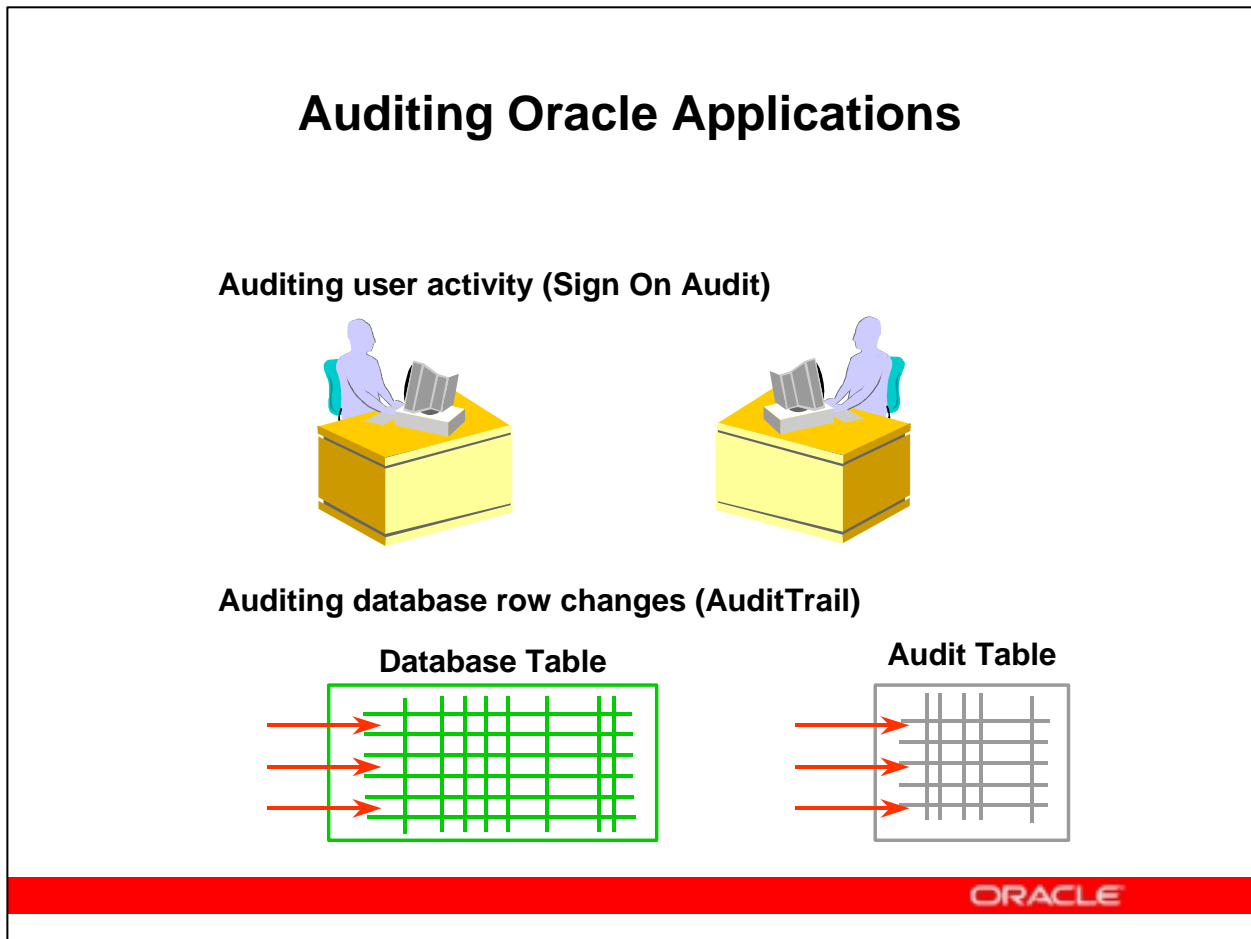 Auditing Oracle Applications
Auditing user activity (Sign On Audit)
Auditing database row changes (AuditTrail)
Database Table
Audit Table
ORACLE